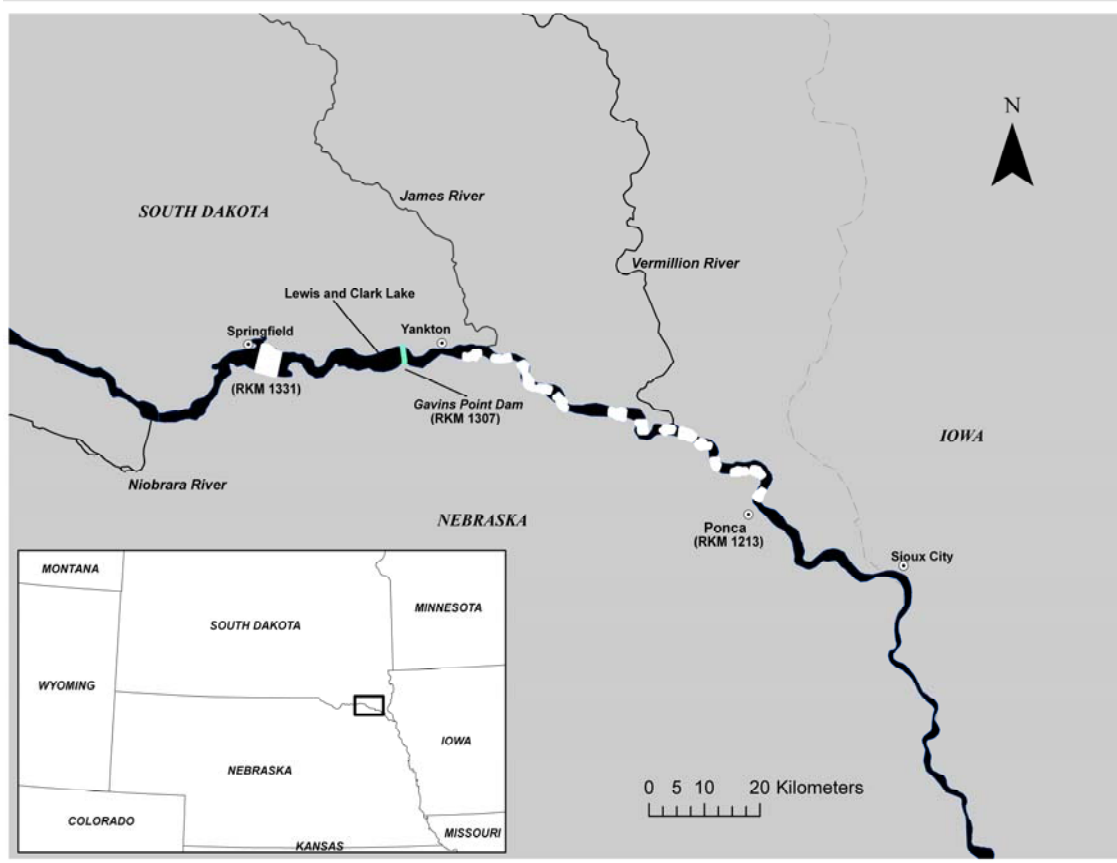 N
James River
SOUTH DAKOTA
Vermillion River
Lewis and Clark Lake
Springfield
Yankton
(RKM 1331)
Gavins Point Dam
(RKM 1307)
IOWA
Niobrara River
NEBRASKA
Ponca
(RKM 1213)
Sioux City
MONTANA
MINNESOTA
SOUTH DAKOTA
WYOMING
IOWA
NEBRASKA
COLORADO
MISSOURI
KANSAS
0 5 10 20 Kilometers